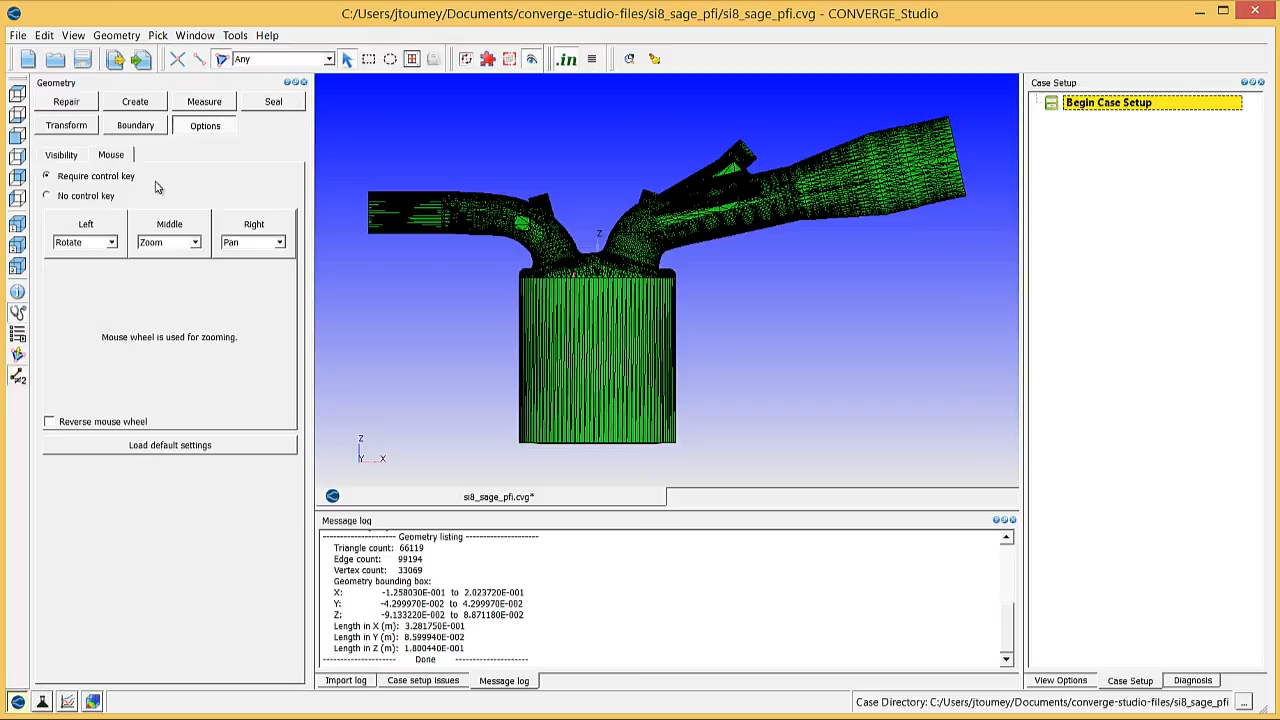 C:/Users/jtoumey/Documents/converge-studio-files/si8_sage_pfi/si8_sage_pfi.cvg - CONVERGE_Studio
File Edit View Geometry Pick Window Tools Help
Any
.in
Geometry
Repair Create Measure Seal
Transform Boundary Options
Visibility Mouse
Require control key
No control key
Left Middle Right
Rotate Zoom Pan
Mouse wheel is used for zooming.
Reverse mouse wheel
Load default settings
Z
Z
Y X
si8_sage_pfi.cvg*
Message log
-------------------- Geometry listing --------------------
Triangle count: 66119
Edge count: 99194
Vertex count: 33069
Geometry bounding box:
X: -1.258030E-001 to 2.023720E-001
Y: -4.299970E-002 to 4.299970E-002
Z: -9.133220E-002 to 8.871180E-002
Length in X (m): 3.281750E-001
Length in Y (m): 8.599940E-002
Length in Z (m): 1.800440E-001
-------------------- Done --------------------
Import log Case setup issues Message log
Case Setup
Begin Case Setup
View Options Case Setup Diagnosis
Case Directory: C:/Users/jtoumey/Documents/converge-studio-files/si8_sage_pfi ...